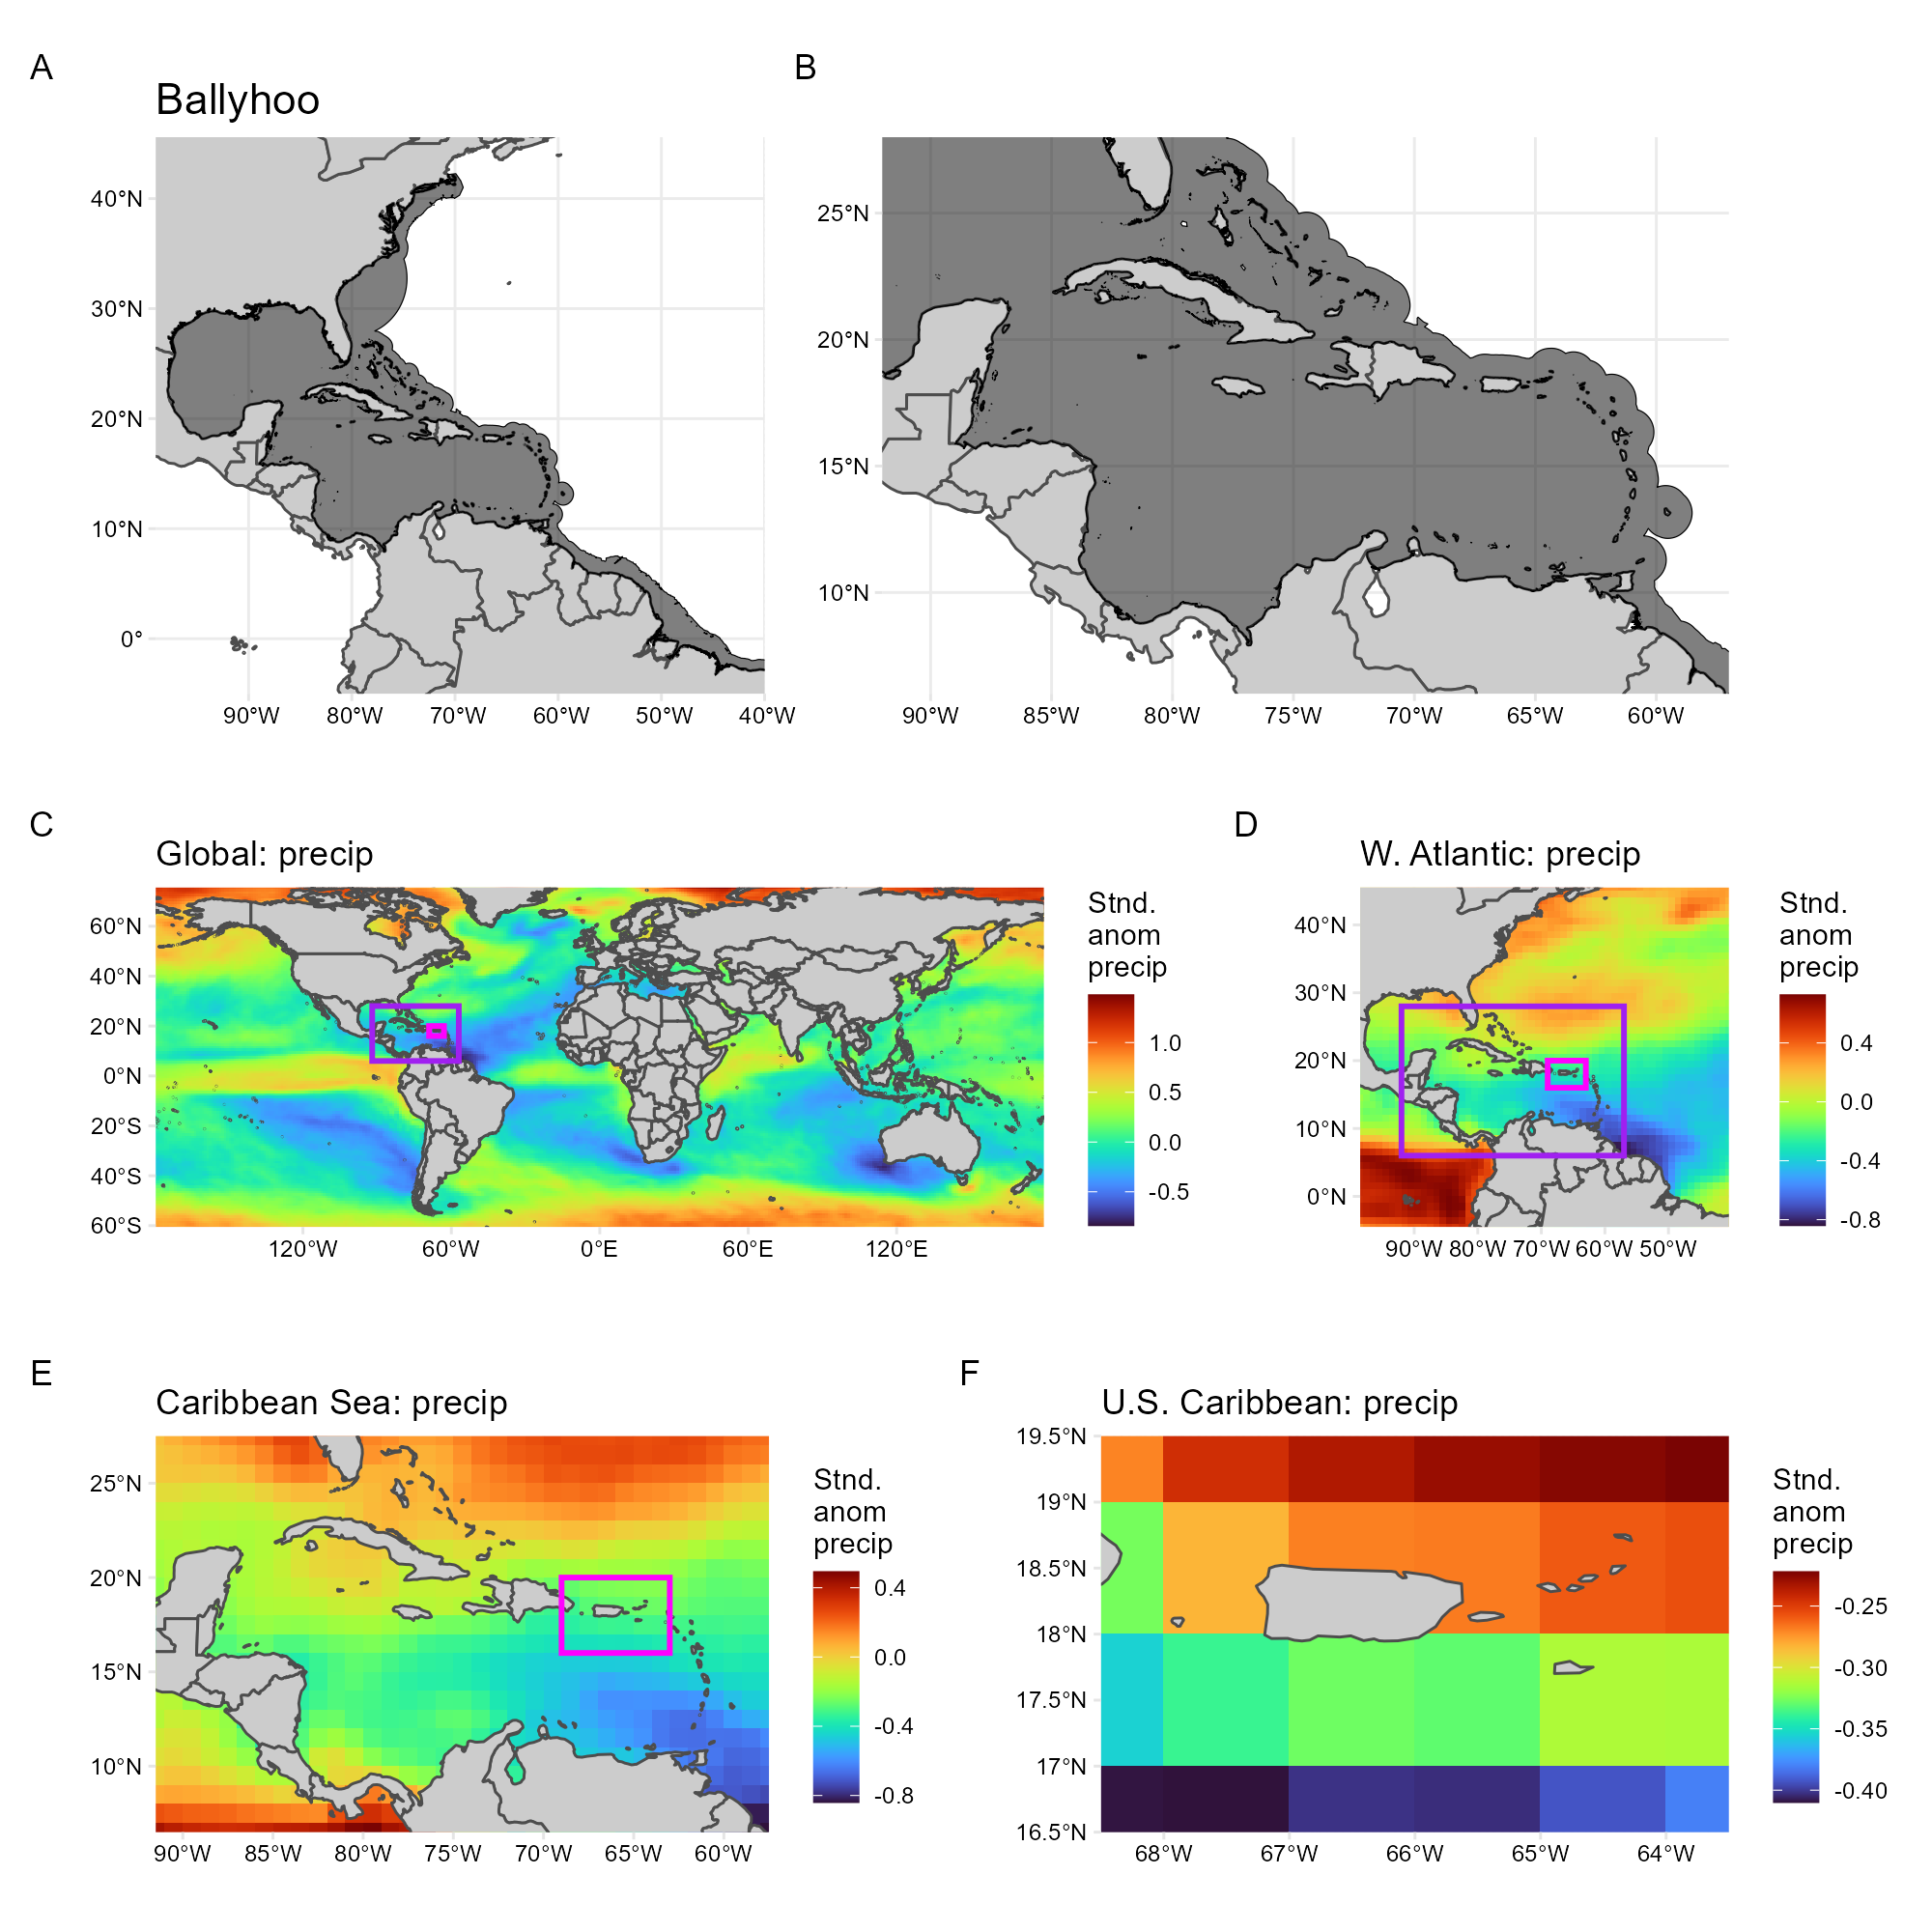 A
B
Ballyhoo
40°N
30°N
20°N
10°N
0°
90°W 80°W 70°W 60°W 50°W 40°W
25°N
20°N
15°N
10°N
90°W 85°W 80°W 75°W 70°W 65°W 60°W
C
Global: precip
60°N
40°N
20°N
0°N
20°S
40°S
60°S
120°W 60°W 0°E 60°E 120°E
Stnd.
anom
precip
1.0
0.5
0.0
-0.5
D
W. Atlantic: precip
40°N
30°N
20°N
10°N
0°N
90°W 80°W 70°W 60°W 50°W
Stnd.
anom
precip
0.4
0.0
-0.4
-0.8
E
Caribbean Sea: precip
25°N
20°N
15°N
10°N
90°W 85°W 80°W 75°W 70°W 65°W 60°W
Stnd.
anom
precip
0.4
0.0
-0.4
-0.8
F
U.S. Caribbean: precip
19.5°N
19°N
18.5°N
18°N
17.5°N
17°N
16.5°N
68°W 67°W 66°W 65°W 64°W
Stnd.
anom
precip
-0.25
-0.30
-0.35
-0.40